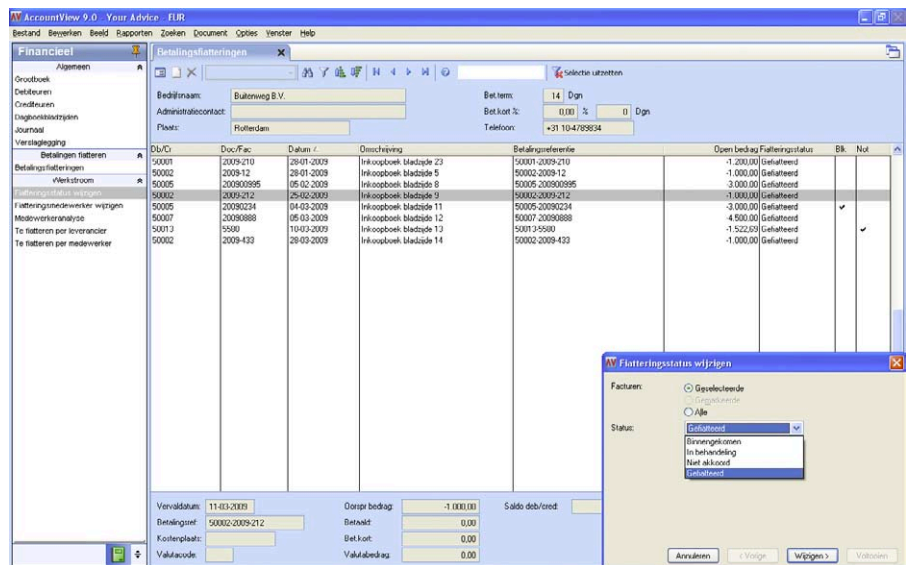 AccountView 9.0 - Your Advice - EUR
Bestand Bewerken Beeld Rapporten Zoeken Document Opties Venster Help
Financieel
Algemeen
Grootboek
Debiteuren
Crediteuren
Dagboekbladzijden
Journaal
Verslaglegging
Betalingen fiatteren
Betalingsfiatteringen
Werkstroom
Fiatteringsstatus wijzigen
Fiatteringsmedewerker wijzigen
Medewerkeranalyse
Te fiatteren per leverancier
Te fiatteren per medewerker
Betalingsfiatteringen
Selectie uitzetten
Bedrijfsnaam: Buitenweg B.V. Bet.term: 14 Dgn
Administratiecontact: Bet.kort %: 0,00 % 0 Dgn
Plaats: Rotterdam Telefoon: +31 10-4789834
Db/Cr Doc/Fac Datum Omschrijving Betalingsreferentie Open bedrag Fiatteringsstatus Blk Not
50001 2009-210 28-01-2009 Inkoopboek bladzijde 23 50001-2009-210 -1.200,00 Gefiatteerd
50002 2009-12 28-01-2009 Inkoopboek bladzijde 5 50002-2009-12 -1.000,00 Gefiatteerd
50005 200900995 05-02-2009 Inkoopboek bladzijde 8 50005-200900995 -3.000,00 Gefiatteerd
50002 2009-212 25-02-2009 Inkoopboek bladzijde 9 50002-2009-212 -1.000,00 Gefiatteerd
50005 20090234 04-03-2009 Inkoopboek bladzijde 11 50005-20090234 -3.000,00 Gefiatteerd
50007 20090888 05-03-2009 Inkoopboek bladzijde 12 50007-20090888 -4.500,00 Gefiatteerd
50013 5580 10-03-2009 Inkoopboek bladzijde 13 50013-5580 -1.522,69 Gefiatteerd
50002 2009-433 28-03-2009 Inkoopboek bladzijde 14 50002-2009-433 -1.000,00 Gefiatteerd
Vervaldatum: 11-03-2009 Oorspr bedrag: -1.000,00 Saldo deb/cred:
Betalingsref: 50002-2009-212 Betaald: 0,00
Kostenplaats: Bet.kort: 0,00
Valutacode: Valutabedrag: 0,00
Fiatteringsstatus wijzigen
Facturen: Geselecteerde
Gemarkeerde
Alle
Status: Gefiatteerd
Binnengekomen
In behandeling
Niet akkoord
Gefiatteerd
Annuleren < Vorige Wijzigen > Voltooien